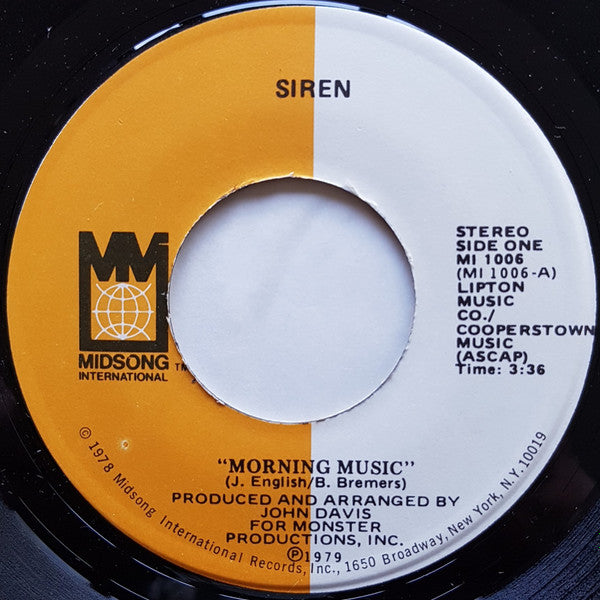 SIREN
MM
MIDSONG ™
INTERNATIONAL
STEREO
SIDE ONE
MI 1006
(MI 1006-A)
LIPTON
MUSIC
CO./
COOPERSTOWN
MUSIC
(ASCAP)
Time: 3:36
"MORNING MUSIC"
(J. English/B. Bremers)
PRODUCED AND ARRANGED BY
JOHN DAVIS
FOR MONSTER
PRODUCTIONS, INC.
℗1979
© 1978 Midsong International Records, Inc., 1650 Broadway, New York, N.Y. 10019